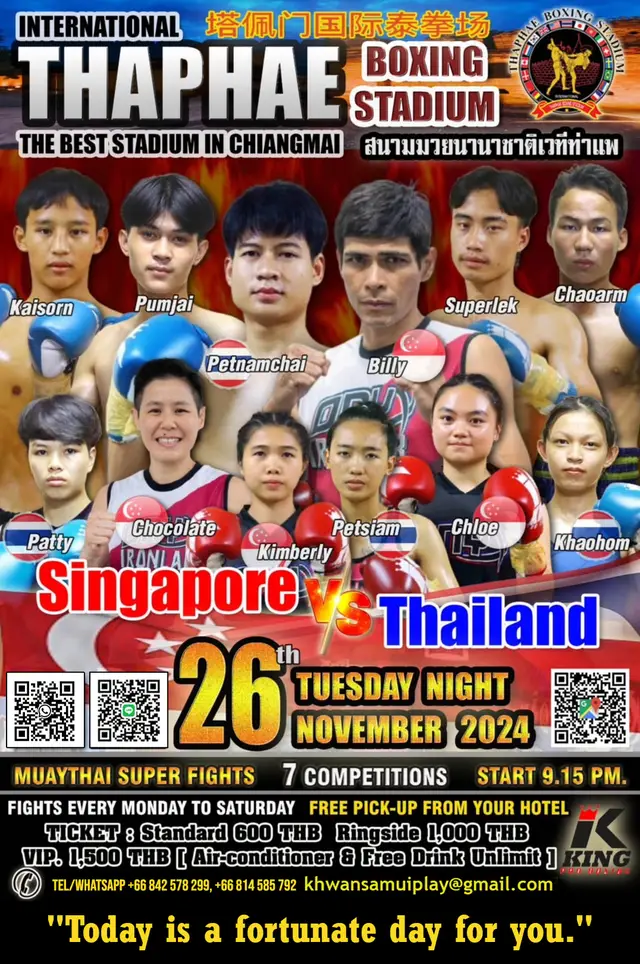 INTERNATIONAL 塔佩门国际泰拳场
THAPHAE BOXING STADIUM
THE BEST STADIUM IN CHIANGMAI สนามมวยนานาชาติเวทีท่าแพ
THAPHAE BOXING STADIUM
Kaisorn
Pumjai
Petnamchai
Billy
Superlek
Chaoarm
Patty
Chocolate
Kimberly
Petsiam
Chloe
Khaohom
Singapore vs Thailand
26th TUESDAY NIGHT
NOVEMBER 2024
MUAYTHAI SUPER FIGHTS 7 COMPETITIONS START 9.15 PM.
FIGHTS EVERY MONDAY TO SATURDAY FREE PICK-UP FROM YOUR HOTEL
TICKET : Standard 600 THB Ringside 1,000 THB
VIP. 1,500 THB [ Air-conditioner & Free Drink Unlimit ]
K KING
TEL/WHATSAPP +66 842 578 299, +66 814 585 792 khwansamuiplay@gmail.com
"Today is a fortunate day for you."